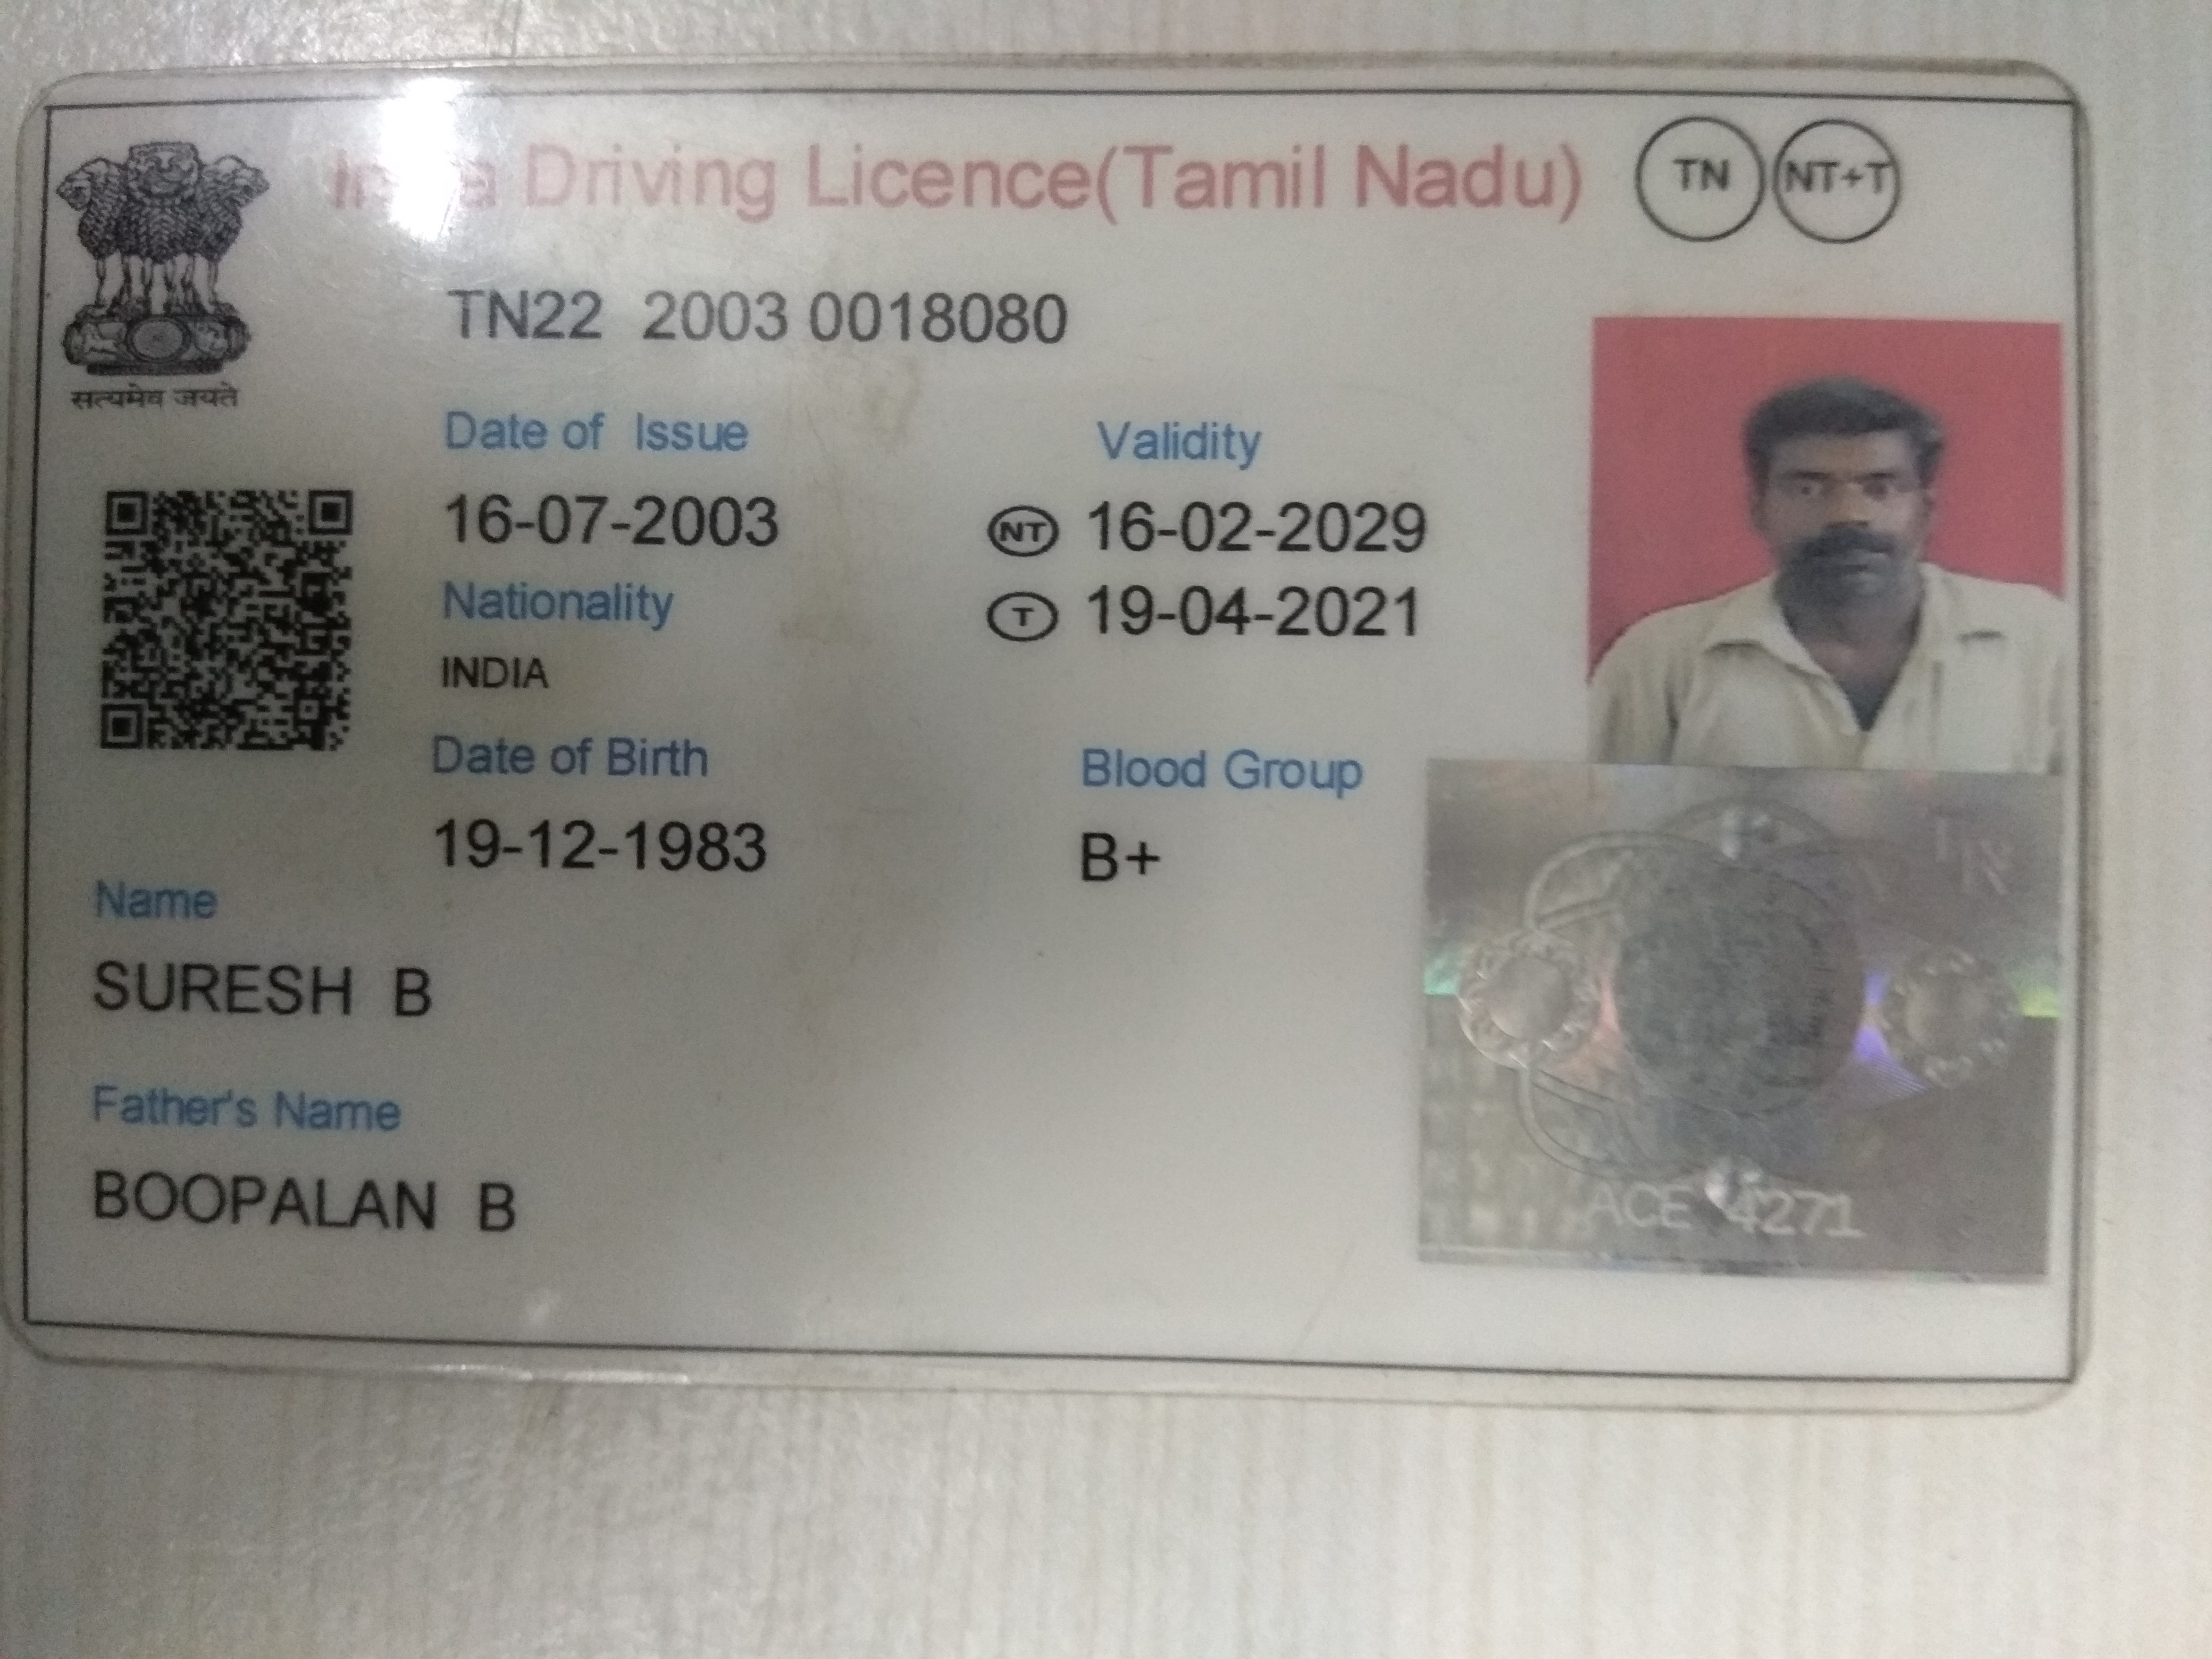 India Driving Licence(Tamil Nadu) TN NT+T
TN22 2003 0018080
सत्यमेव जयते
Date of Issue Validity
16-07-2003 NT 16-02-2029
Nationality T 19-04-2021
INDIA
Date of Birth Blood Group
19-12-1983 B+
Name
SURESH B
Father's Name
BOOPALAN B
ACE 4271